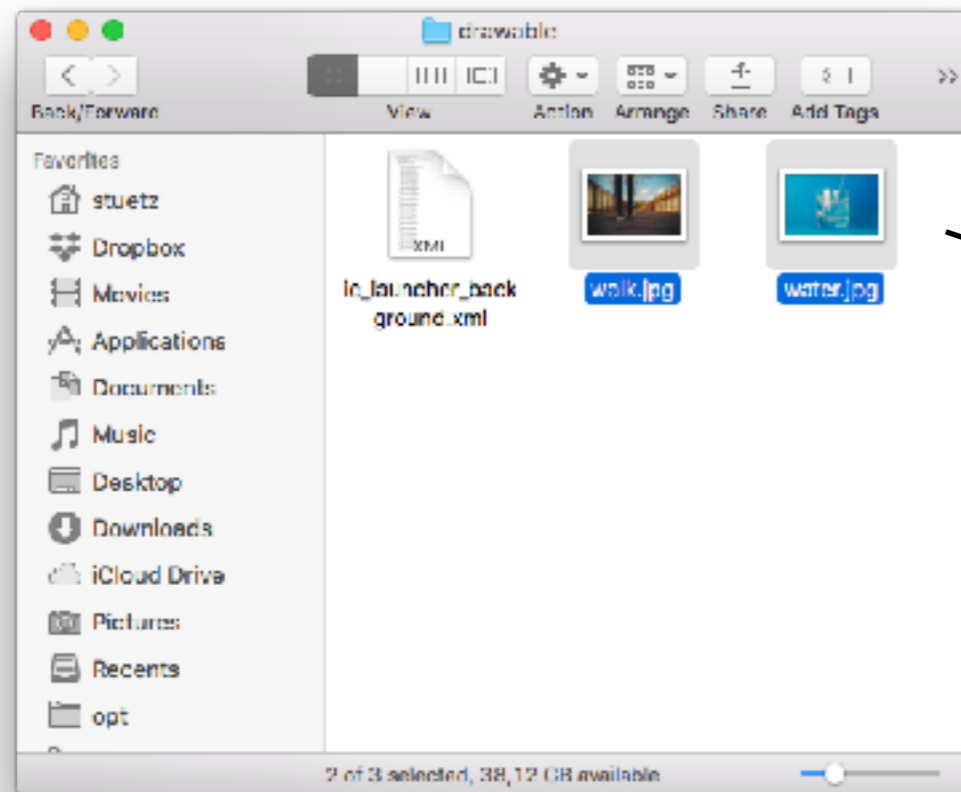 drawable
Back/Forward
View
Action
Arrange
Share
Add Tags
Favorites
stuetz
Dropbox
Movies
Applications
Documents
Music
Desktop
Downloads
iCloud Drive
Pictures
Recents
opt
XML
ic_launcher_back
ground.xml
walk.jpg
water.jpg
2 of 3 selected, 38,12 GB available